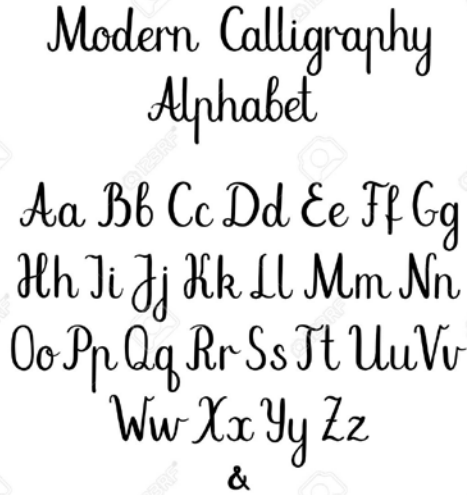 Modern Calligraphy
Alphabet
Aa Bb Cc Dd Ee Ff Gg
Hh Ii Jj Kk Ll Mm Nn
Oo Pp Qq Rr Ss Tt Uu Vv
Ww Xx Yy Zz
&